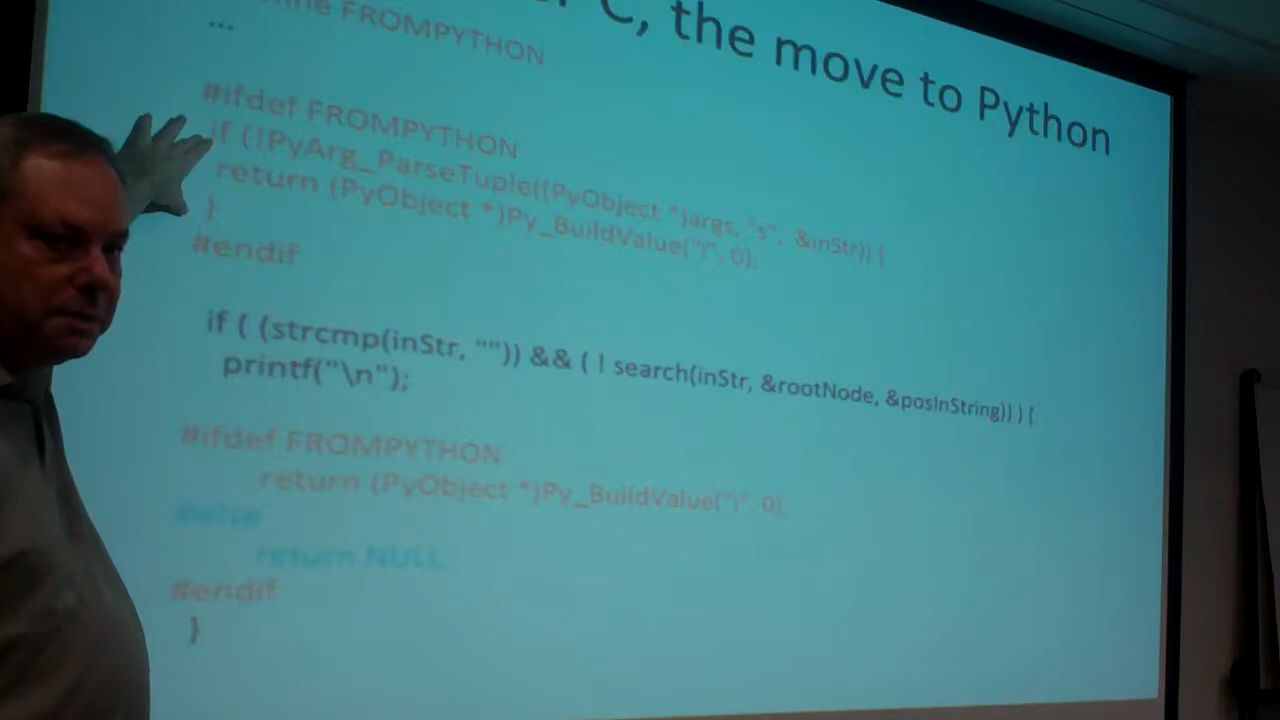 C, the move to Python
FROMPYTHON
...
#ifdef FROMPYTHON
if (!PyArg_ParseTuple((PyObject *)args, "s", &inStr)) {
return (PyObject *)Py_BuildValue("i", 0);
}
#endif
if ( (strcmp(inStr, "")) && ( ! search(inStr, &rootNode, &posInString)) ) {
printf("\n");
#ifdef FROMPYTHON
return (PyObject *)Py_BuildValue("i", 0);
return NULL
#endif
}